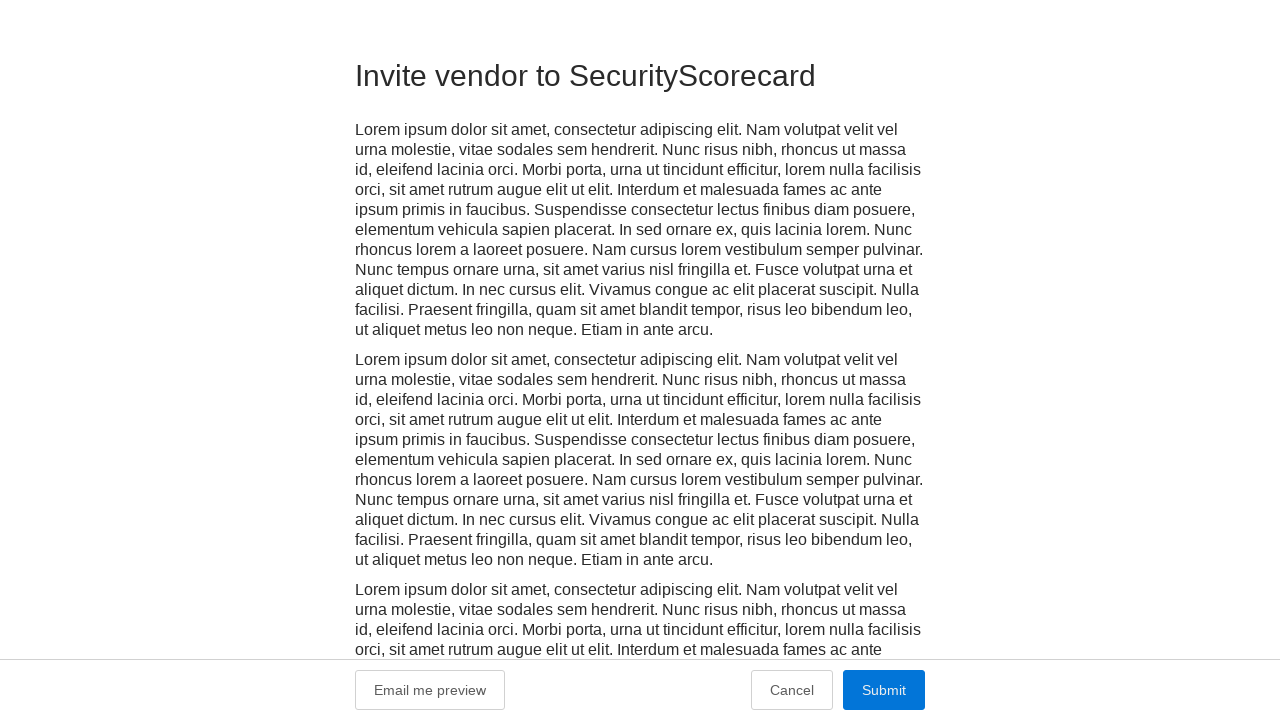 Invite vendor to SecurityScorecard
Lorem ipsum dolor sit amet, consectetur adipiscing elit. Nam volutpat velit vel
urna molestie, vitae sodales sem hendrerit. Nunc risus nibh, rhoncus ut massa
id, eleifend lacinia orci. Morbi porta, urna ut tincidunt efficitur, lorem nulla facilisis
orci, sit amet rutrum augue elit ut elit. Interdum et malesuada fames ac ante
ipsum primis in faucibus. Suspendisse consectetur lectus finibus diam posuere,
elementum vehicula sapien placerat. In sed ornare ex, quis lacinia lorem. Nunc
rhoncus lorem a laoreet posuere. Nam cursus lorem vestibulum semper pulvinar.
Nunc tempus ornare urna, sit amet varius nisl fringilla et. Fusce volutpat urna et
aliquet dictum. In nec cursus elit. Vivamus congue ac elit placerat suscipit. Nulla
facilisi. Praesent fringilla, quam sit amet blandit tempor, risus leo bibendum leo,
ut aliquet metus leo non neque. Etiam in ante arcu.
Lorem ipsum dolor sit amet, consectetur adipiscing elit. Nam volutpat velit vel
urna molestie, vitae sodales sem hendrerit. Nunc risus nibh, rhoncus ut massa
id, eleifend lacinia orci. Morbi porta, urna ut tincidunt efficitur, lorem nulla facilisis
orci, sit amet rutrum augue elit ut elit. Interdum et malesuada fames ac ante
ipsum primis in faucibus. Suspendisse consectetur lectus finibus diam posuere,
elementum vehicula sapien placerat. In sed ornare ex, quis lacinia lorem. Nunc
rhoncus lorem a laoreet posuere. Nam cursus lorem vestibulum semper pulvinar.
Nunc tempus ornare urna, sit amet varius nisl fringilla et. Fusce volutpat urna et
aliquet dictum. In nec cursus elit. Vivamus congue ac elit placerat suscipit. Nulla
facilisi. Praesent fringilla, quam sit amet blandit tempor, risus leo bibendum leo,
ut aliquet metus leo non neque. Etiam in ante arcu.
Lorem ipsum dolor sit amet, consectetur adipiscing elit. Nam volutpat velit vel
urna molestie, vitae sodales sem hendrerit. Nunc risus nibh, rhoncus ut massa
id, eleifend lacinia orci. Morbi porta, urna ut tincidunt efficitur, lorem nulla facilisis
orci, sit amet rutrum augue elit ut elit. Interdum et malesuada fames ac ante
Email me preview Cancel Submit